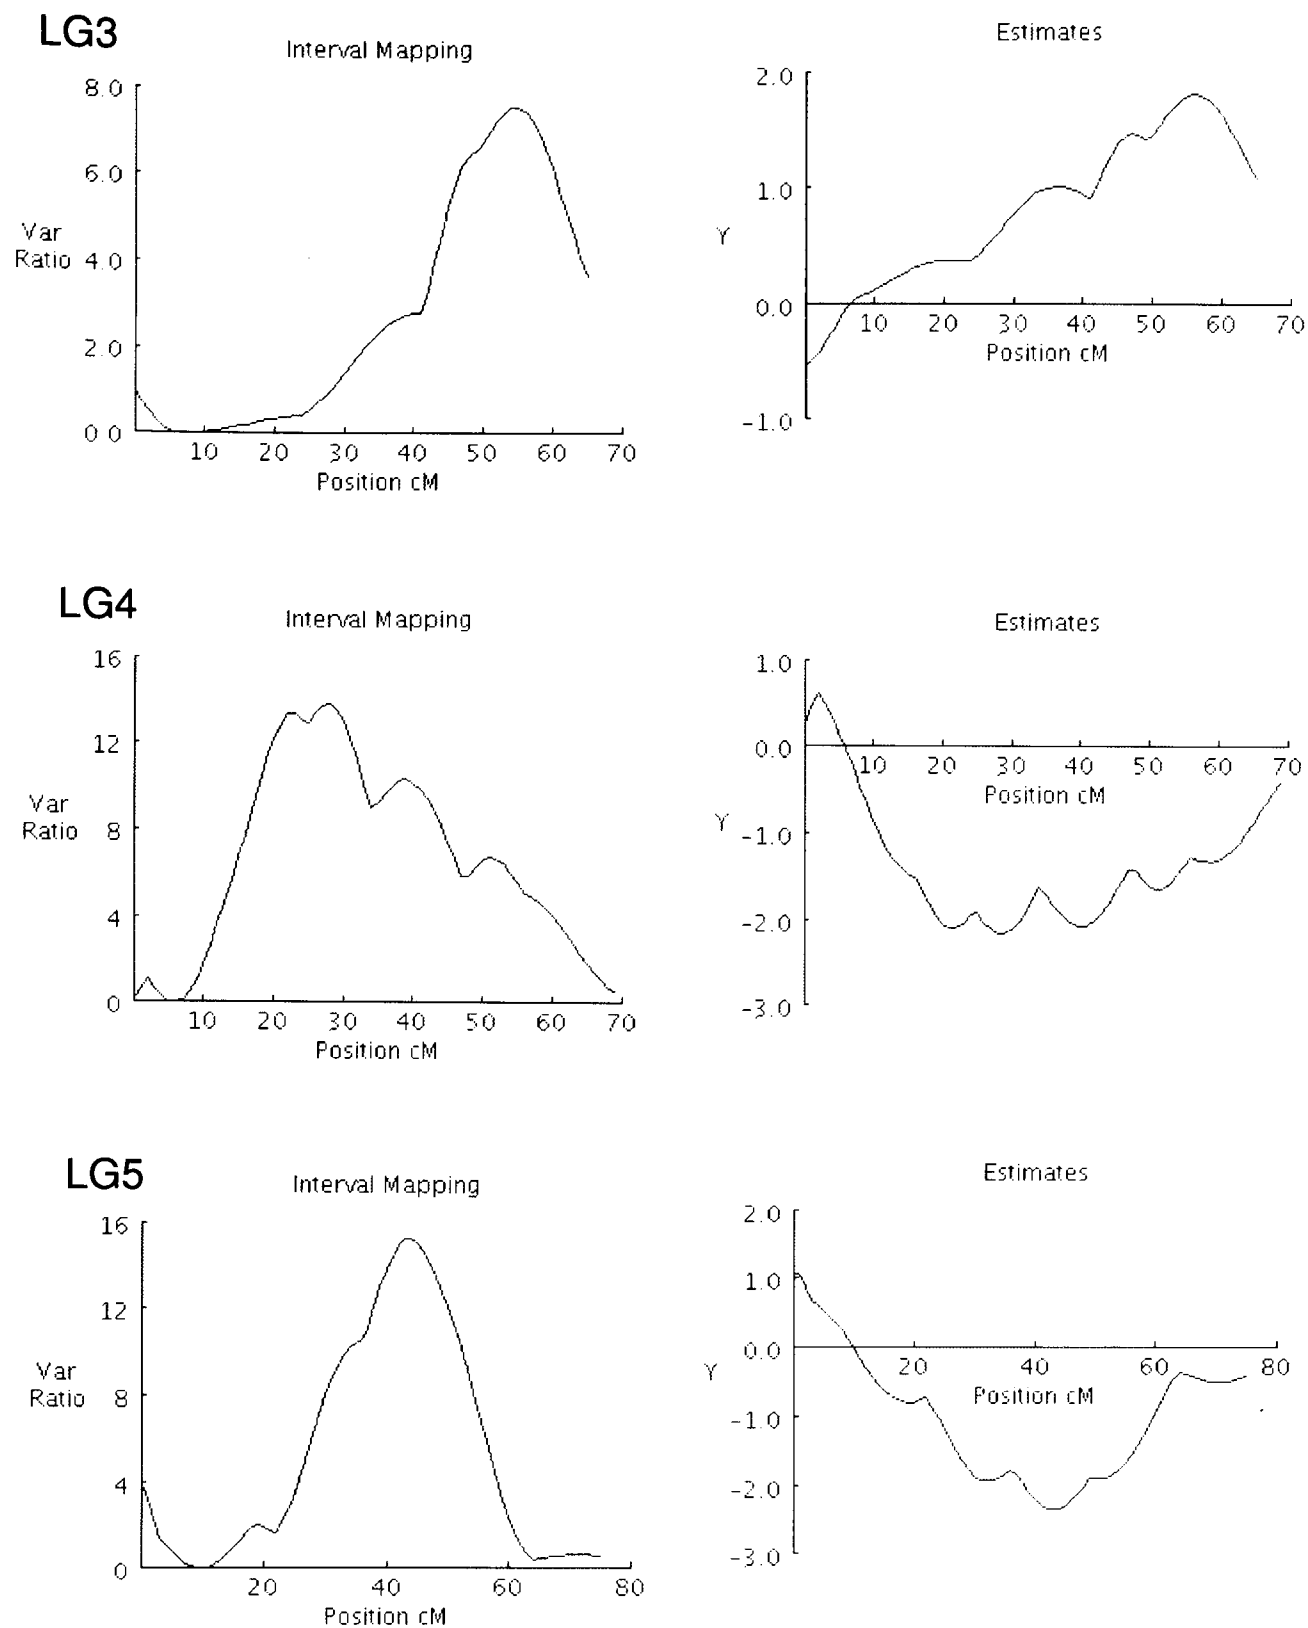 LG3
Interval Mapping
8.0
6.0
Var
Ratio
4.0
2.0
0 0
10 20 30 40 50 60 70
Position cM
Estimates
2.0
1.0
Y
0.0
10 20 30 40 50 60 70
Position cM
-1.0
LG4
Interval Mapping
16
12
Var
Ratio
8
4
0
10 20 30 40 50 60 70
Position cM
Estimates
1.0
0.0
10 20 30 40 50 60 70
Position cM
Y
-1.0
-2.0
-3.0
LG5
Interval Mapping
16
12
Var
Ratio
8
4
0
20 40 60 80
Position cM
Estimates
2.0
1.0
0.0
20 40 60 80
Y
Position cM
-1.0
-2.0
-3.0